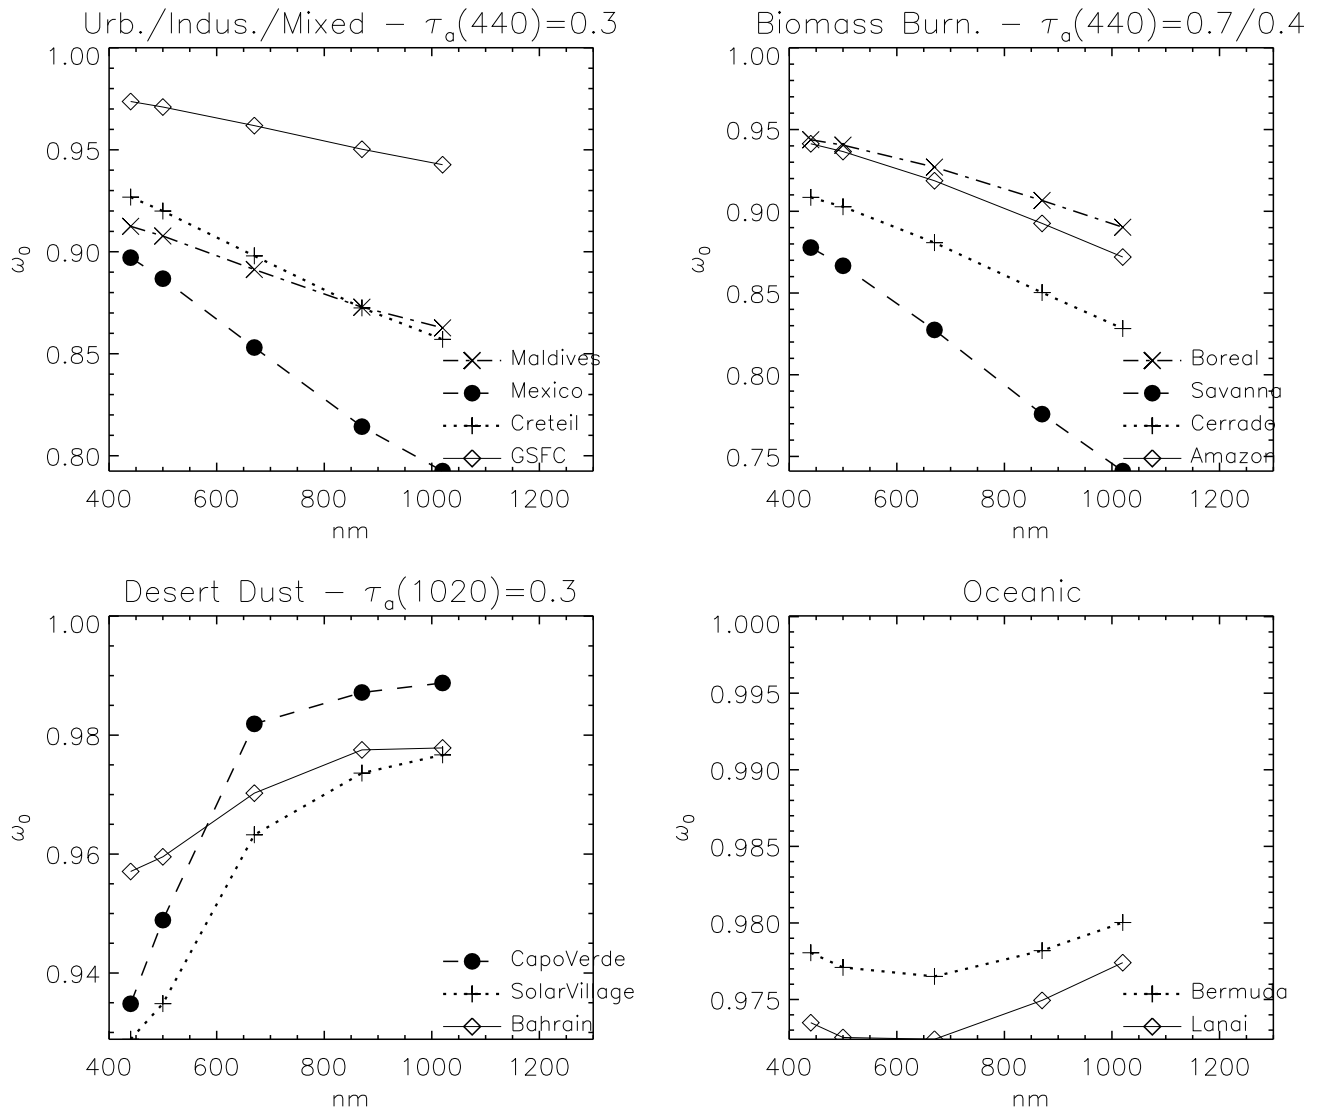 Urb./Indus./Mixed − τa(440)=0.3
1.00
0.95
0.90
0.85
0.80
ω0
400 600 800 1000 1200
nm
Maldives
Mexico
Creteil
GSFC
Biomass Burn. − τa(440)=0.7/0.4
1.00
0.95
0.90
0.85
0.80
0.75
ω0
400 600 800 1000 1200
nm
Boreal
Savanna
Cerrado
Amazon
Desert Dust − τa(1020)=0.3
1.00
0.98
0.96
0.94
ω0
400 600 800 1000 1200
nm
CapoVerde
SolarVillage
Bahrain
Oceanic
1.000
0.995
0.990
0.985
0.980
0.975
ω0
400 600 800 1000 1200
nm
Bermuda
Lanai